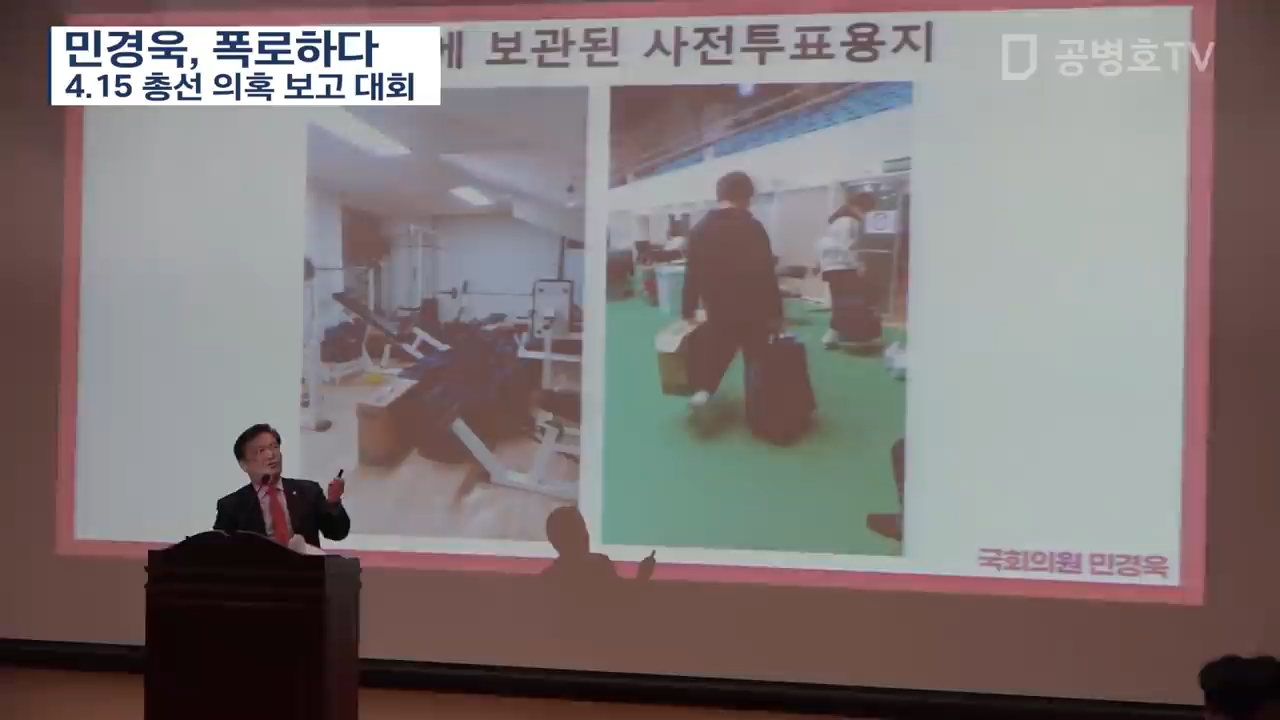 민경욱, 폭로하다
4.15 총선 의혹 보고 대회
에 보관된 사전투표용지
공병호TV
국회의원 민경욱